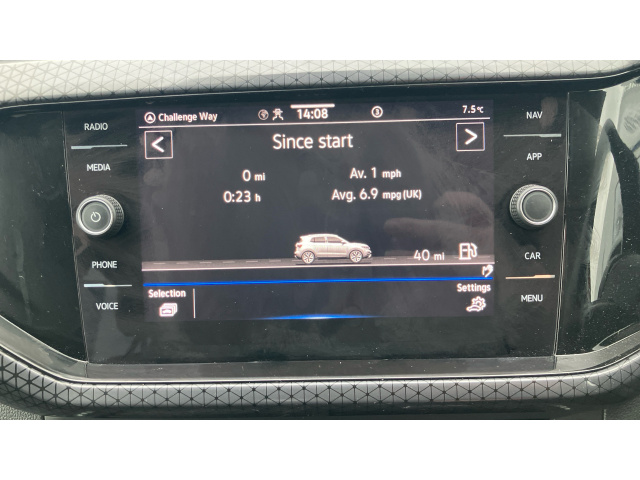 RADIO
MEDIA
PHONE
VOICE
Challenge Way
14:08
7.5°C
Since start
0 mi
Av. 1 mph
0:23 h
Avg. 6.9 mpg (UK)
40 mi
Selection
Settings
NAV
APP
CAR
MENU